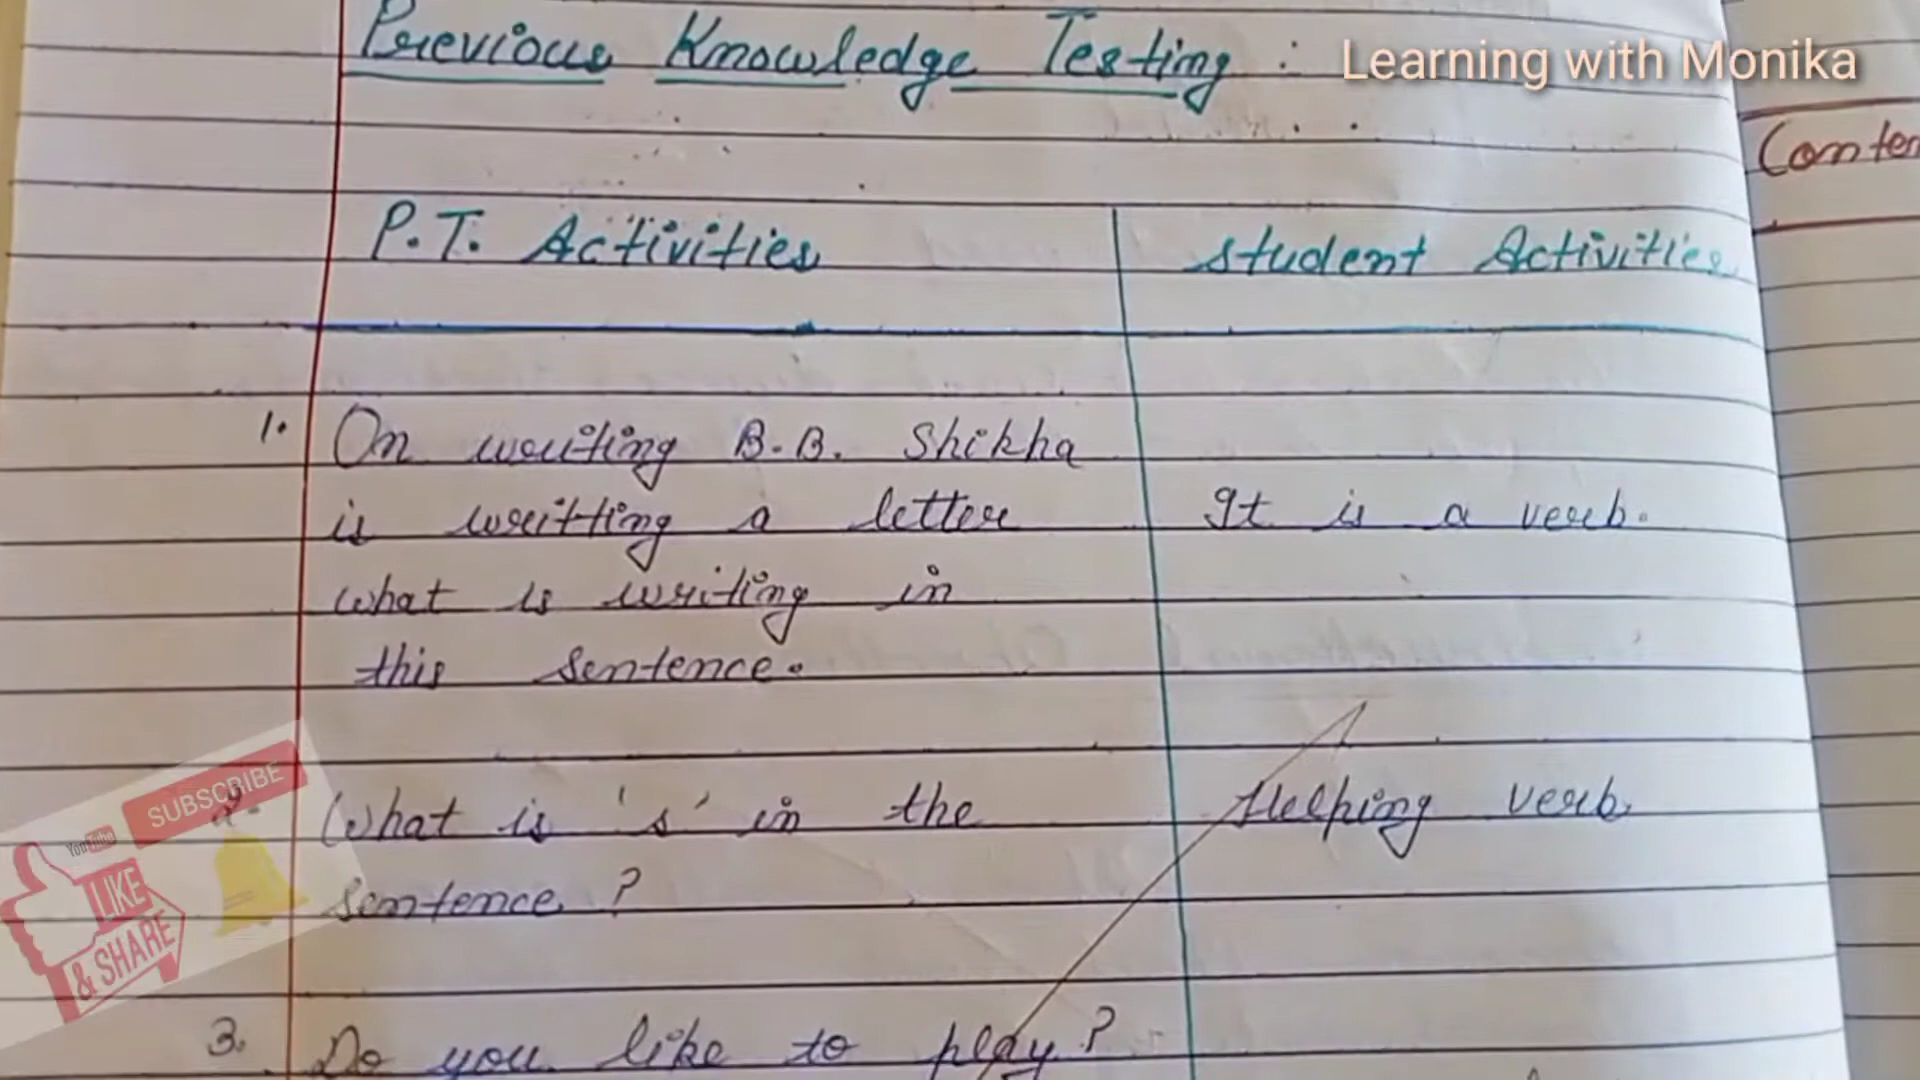 Previous Knowledge Testing :
Learning with Monika
Conten
P.T. Activities
Student Activities
1. On writing B.B. Shikha
is writting a letter
It is a verb.
what is writing in
this sentence.
2. What is 's' in the
Helping verb
sentence ?
3. Do you like to play ?
SUBSCRIBE
YouTube
LIKE
& SHARE